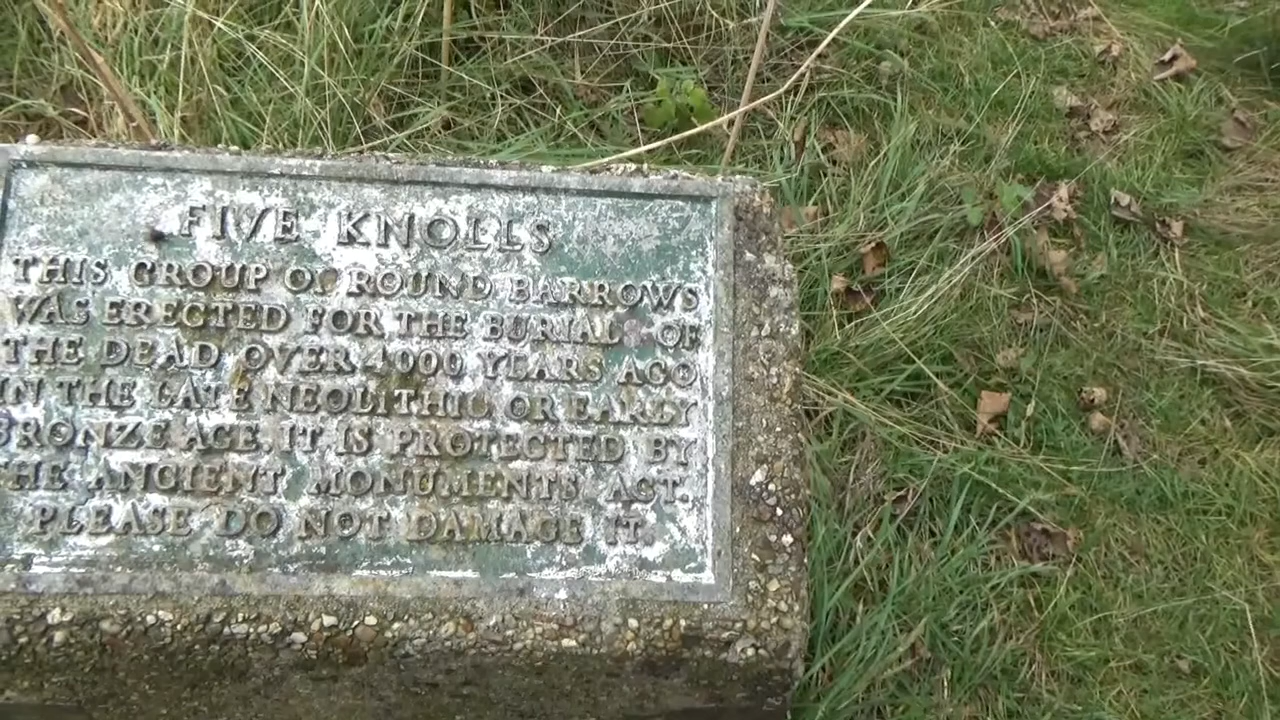 FIVE KNOLLS
THIS GROUP OF ROUND BARROWS
WAS ERECTED FOR THE BURIAL OF
THE DEAD OVER 4000 YEARS AGO
IN THE LATE NEOLITHIC OR EARLY
BRONZE AGE. IT IS PROTECTED BY
THE ANCIENT MONUMENTS ACT.
PLEASE DO NOT DAMAGE IT.